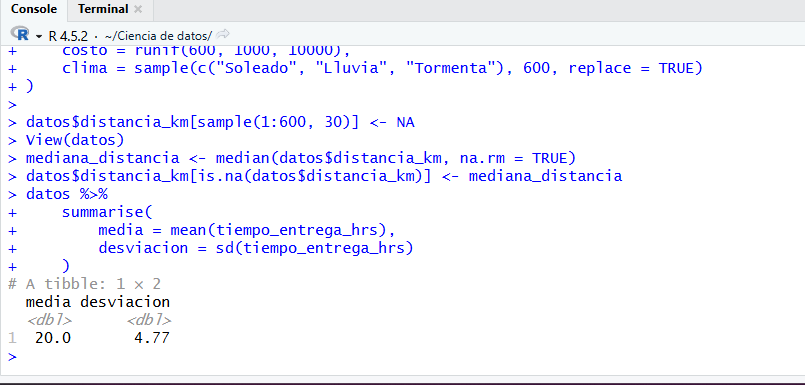 Console Terminal
R 4.5.2 · ~/Ciencia de datos/
+     costo = runif(600, 1000, 10000),
+     clima = sample(c("Soleado", "Lluvia", "Tormenta"), 600, replace = TRUE)
+ )
>
> datos$distancia_km[sample(1:600, 30)] <- NA
> View(datos)
> mediana_distancia <- median(datos$distancia_km, na.rm = TRUE)
> datos$distancia_km[is.na(datos$distancia_km)] <- mediana_distancia
> datos %>%
+     summarise(
+         media = mean(tiempo_entrega_hrs),
+         desviacion = sd(tiempo_entrega_hrs)
+     )
# A tibble: 1 × 2
  media desviacion
  <dbl>      <dbl>
1  20.0       4.77
>